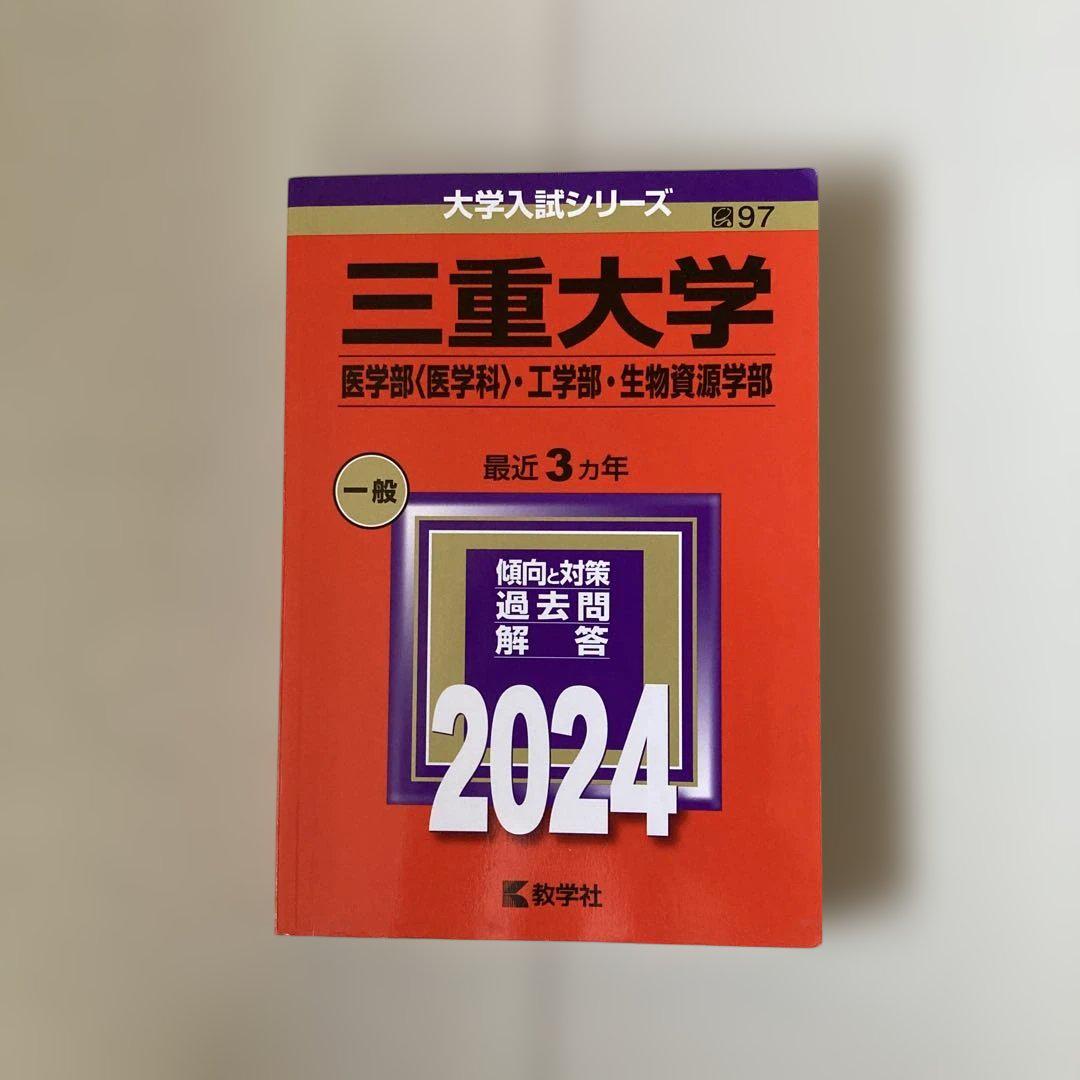 大学入試シリーズ
97
三重大学
医学部〈医学科〉・工学部・生物資源学部
最近3カ年
一般
傾向と対策
過去問
解答
2024
教学社